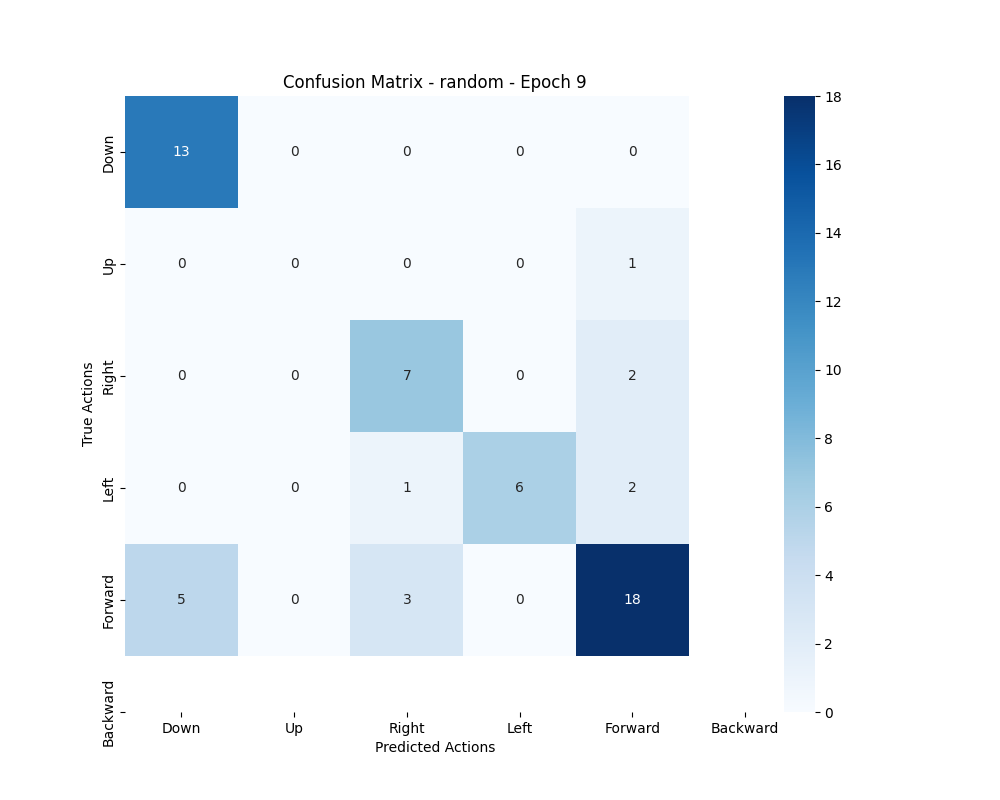 Confusion Matrix - random - Epoch 9
True Actions
Down 13 0 0 0 0
Up 0 0 0 0 1
Right 0 0 7 0 2
Left 0 0 1 6 2
Forward 5 0 3 0 18
Backward
Down Up Right Left Forward Backward
Predicted Actions
18
16
14
12
10
8
6
4
2
0